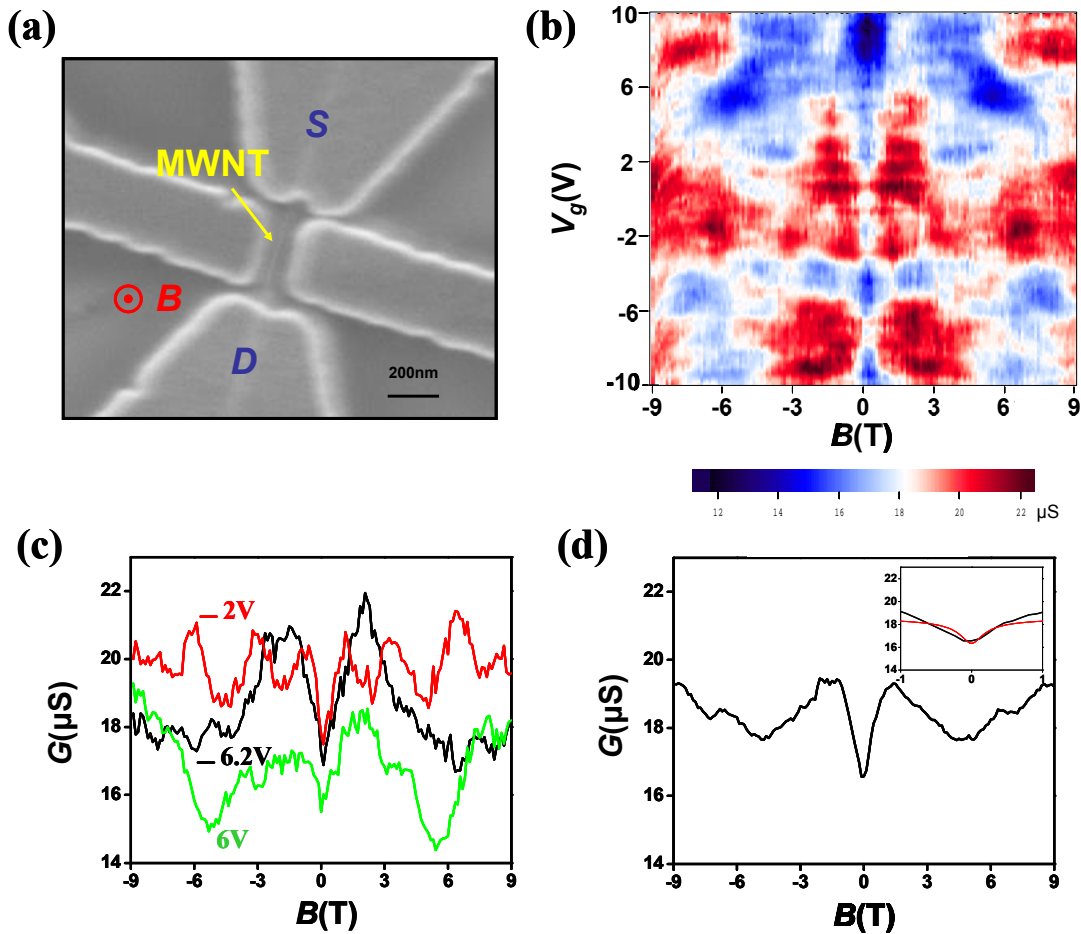 (a)
S
MWNT
B
D
200nm
(b)
10
6
2
-2
-6
-10
Vg(V)
-9 -6 -3 0 3 6 9
B(T)
12 14 16 18 20 22 µS
(c)
22
20
18
16
14
G(µS)
— 2V
— 6.2V
6V
-9 -6 -3 0 3 6 9
B(T)
(d)
22
20
18
16
14
G(µS)
22
20
18
16
14
-1 0 1
-9 -6 -3 0 3 6 9
B(T)